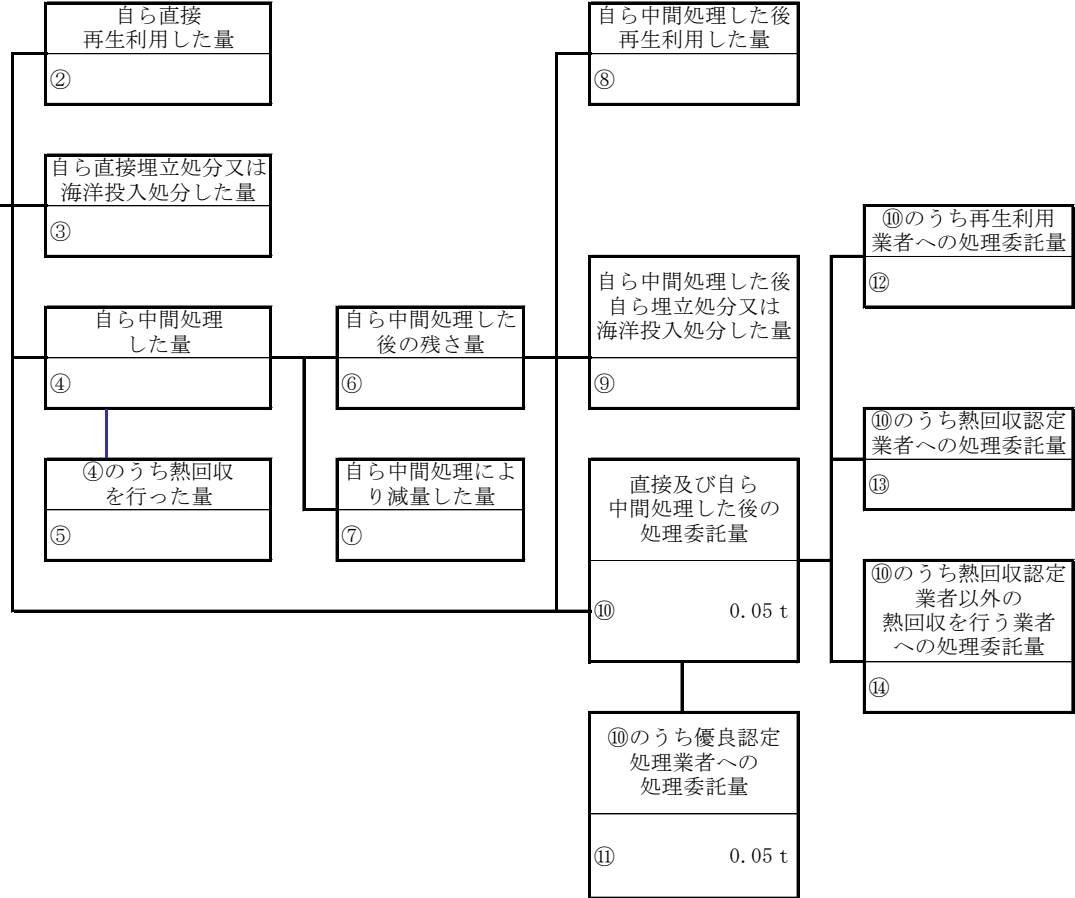 自ら直接
再生利用した量
②
自ら直接埋立処分又は
海洋投入処分した量
③
自ら中間処理
した量
④
④のうち熱回収
を行った量
⑤
自ら中間処理した
後の残さ量
⑥
自ら中間処理によ
り減量した量
⑦
自ら中間処理した後
再生利用した量
⑧
自ら中間処理した後
自ら埋立処分又は
海洋投入処分した量
⑨
直接及び自ら
中間処理した後の
処理委託量
⑩ 0.05 t
⑩のうち優良認定
処理業者への
処理委託量
⑪ 0.05 t
⑩のうち再生利用
業者への処理委託量
⑫
⑩のうち熱回収認定
業者への処理委託量
⑬
⑩のうち熱回収認定
業者以外の
熱回収を行う業者
への処理委託量
⑭